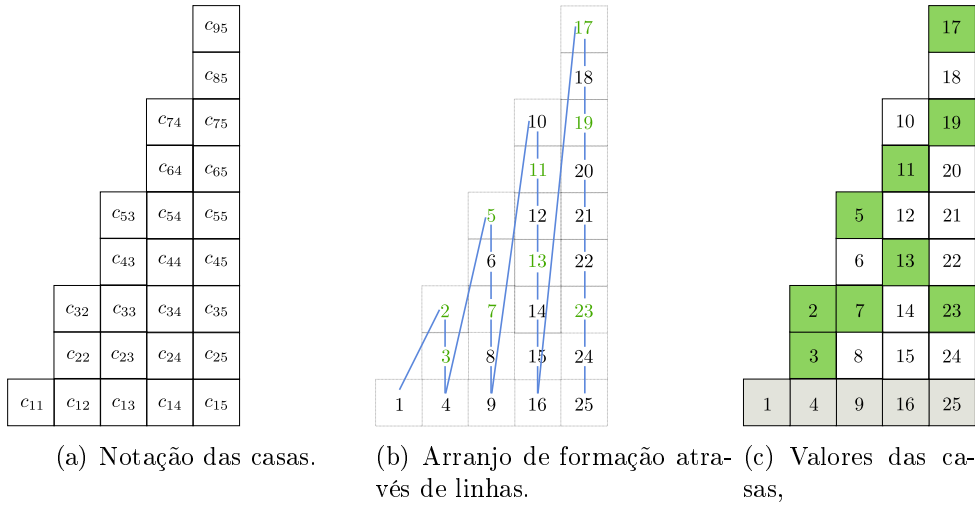 c95 17 17
c85 18 18
c74 c75 10 19 10 19
c64 c65 11 20 11 20
c53 c54 c55 5 12 21 5 12 21
c43 c44 c45 6 13 22 6 13 22
c32 c33 c34 c35 2 7 14 23 2 7 14 23
c22 c23 c24 c25 3 8 15 24 3 8 15 24
c11 c12 c13 c14 c15 1 4 9 16 25 1 4 9 16 25
(a) Notação das casas.
(b) Arranjo de formação atra-
vés de linhas.
(c) Valores das ca-
sas,